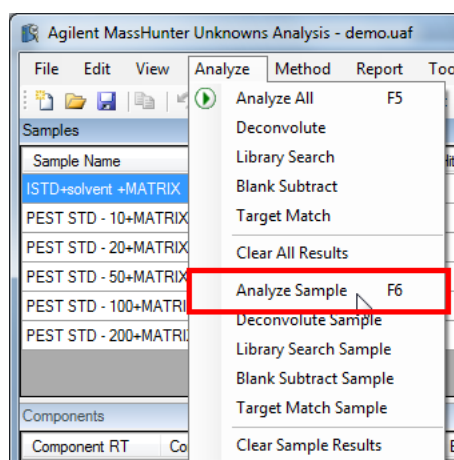 Agilent MassHunter Unknowns Analysis - demo.uaf
File Edit View Analyze Method Report
Analyze All F5
Samples
Deconvolute
Sample Name
Library Search
ISTD+solvent +MATRIX
Blank Subtract
PEST STD - 10+MATRIX
Target Match
PEST STD - 20+MATRIX
Clear All Results
PEST STD - 50+MATRIX
Analyze Sample F6
PEST STD - 100+MATRI
Deconvolute Sample
PEST STD - 200+MATRI
Library Search Sample
Blank Subtract Sample
Target Match Sample
Components
Component RT Co
Clear Sample Results